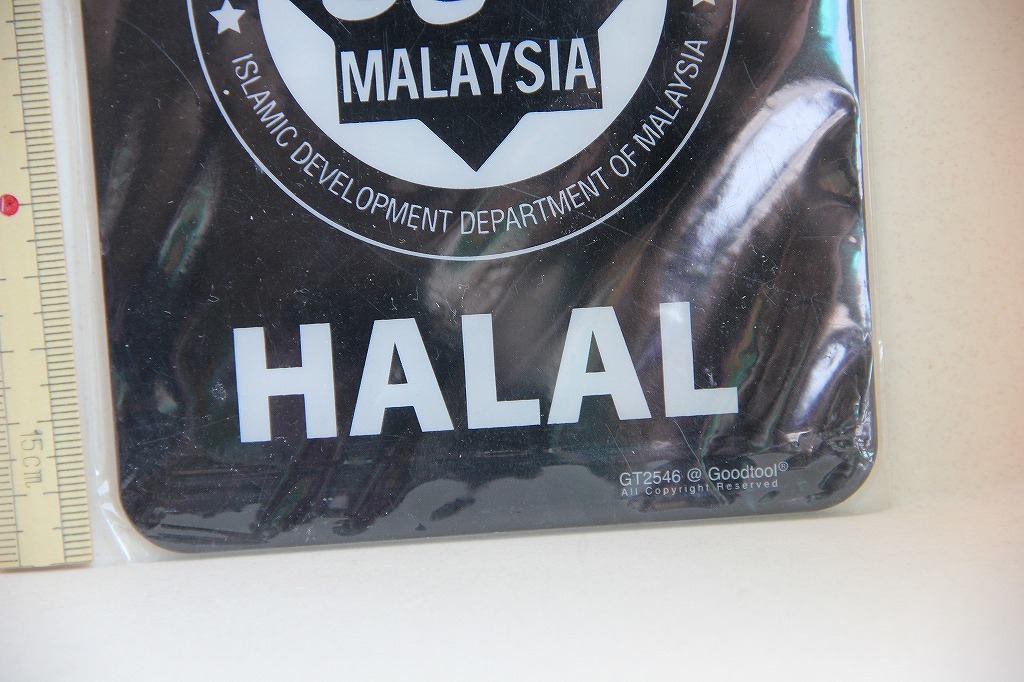 MALAYSIA
ISLAMIC DEVELOPMENT DEPARTMENT OF MALAYSIA
HALAL
GT2546 @ Goodtool®
All Copyright Reserved
15cm